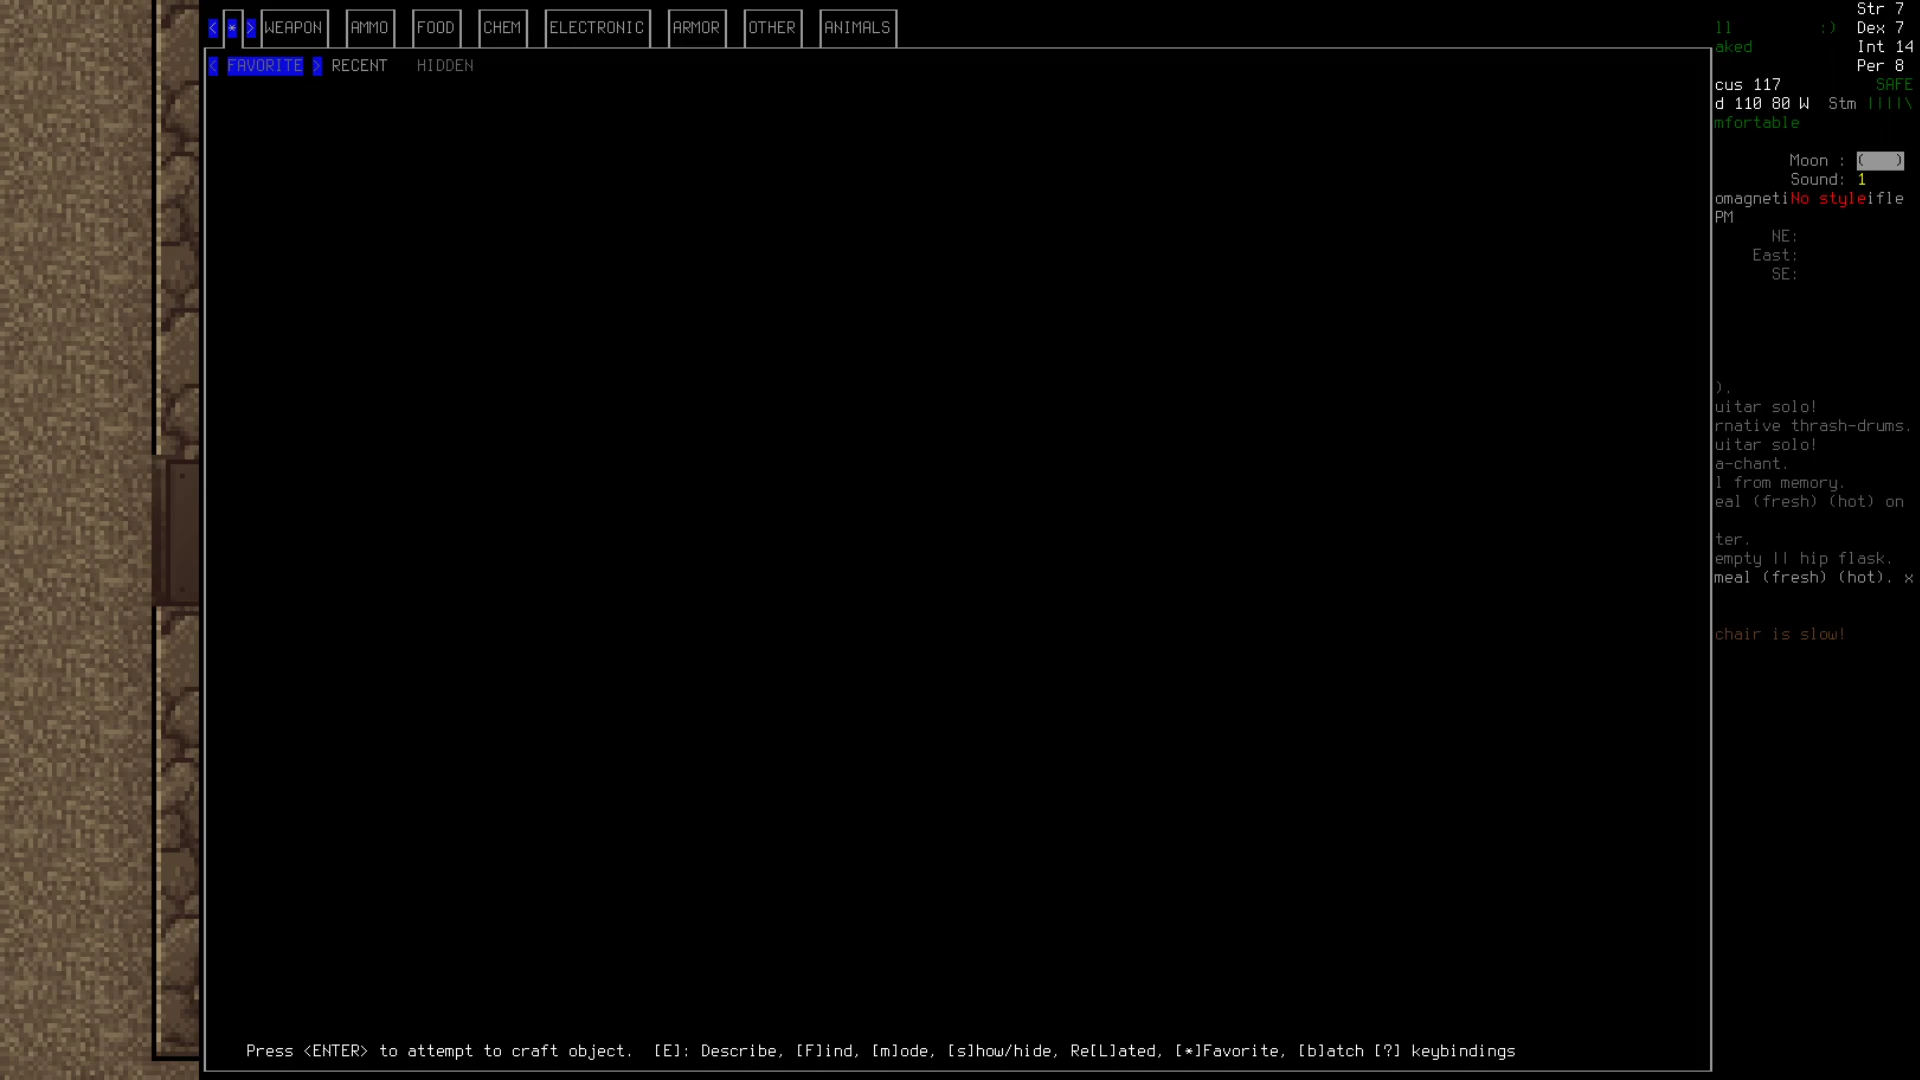 < * > WEAPON AMMO FOOD CHEM ELECTRONIC ARMOR OTHER ANIMALS
< FAVORITE > RECENT HIDDEN
Str 7
ll :) Dex 7
aked Int 14
Per 8
cus 117 SAFE
d 110 80 W Stm ||||\
mfortable
Moon : ( )
Sound: 1
omagnetiNo styleifle
PM
NE:
East:
SE:
).
uitar solo!
rnative thrash-drums.
uitar solo!
a-chant.
l from memory.
eal (fresh) (hot) on
ter.
empty || hip flask.
meal (fresh) (hot). x
chair is slow!
Press <ENTER> to attempt to craft object. [E]: Describe, [F]ind, [m]ode, [s]how/hide, Re[L]ated, [*]Favorite, [b]atch [?] keybindings